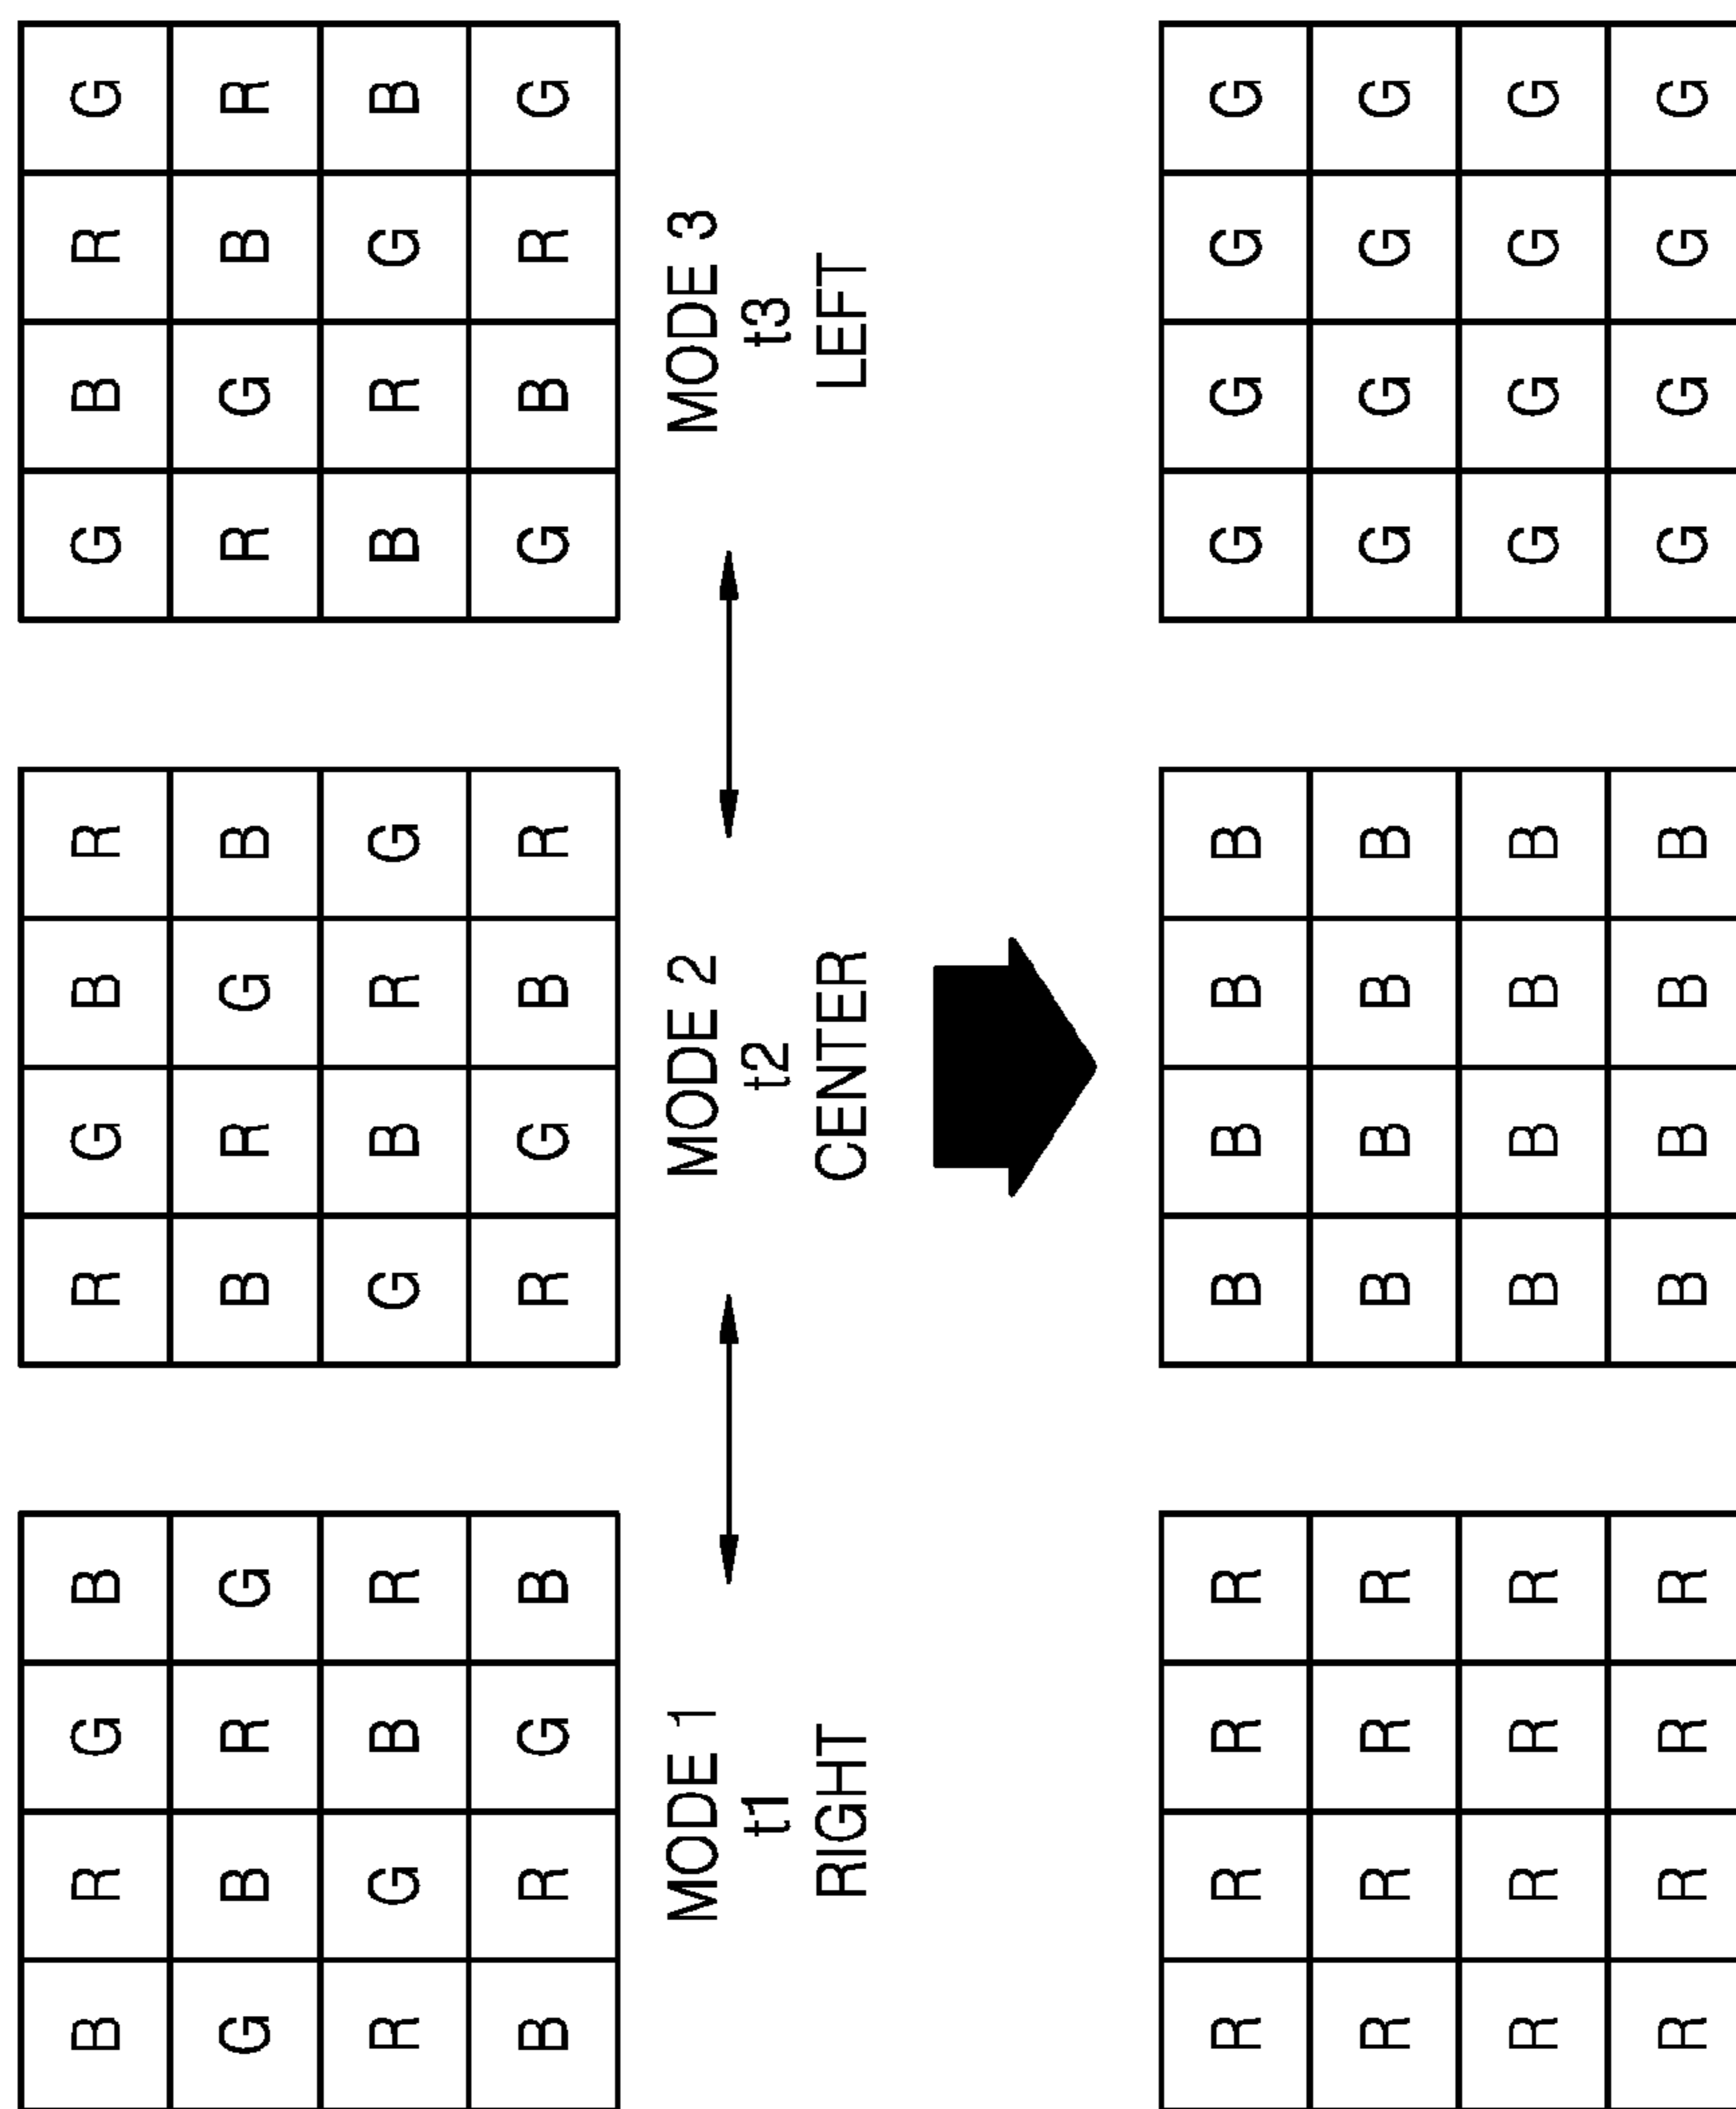 B R G B R G B R G B R G
G B R G B R G B R G B R
R G B R G B R G B R G B
B R G B R G B R G B R G
MODE 1 MODE 2 MODE 3
t1 t2 t3
RIGHT CENTER LEFT
R R R R B B B B G G G G
R R R R B B B B G G G G
R R R R B B B B G G G G
R R R R B B B B G G G G